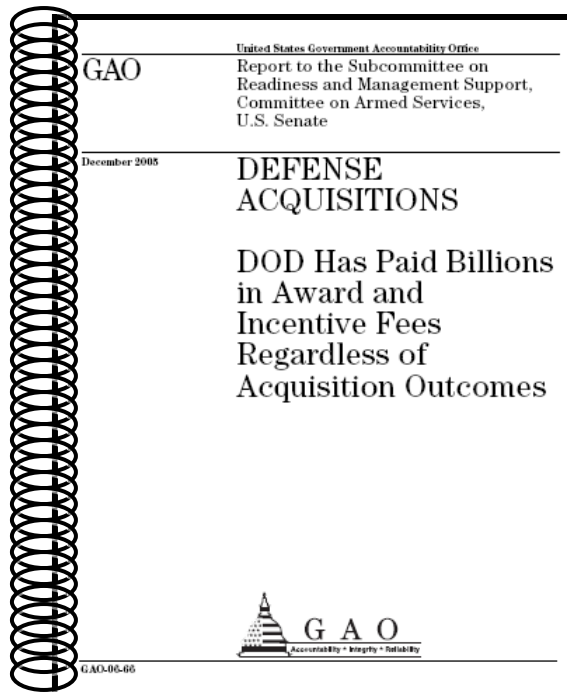 United States Government Accountability Office
GAO
Report to the Subcommittee on
Readiness and Management Support,
Committee on Armed Services,
U.S. Senate
December 2005
DEFENSE
ACQUISITIONS
DOD Has Paid Billions
in Award and
Incentive Fees
Regardless of
Acquisition Outcomes
G A O
Accountability * Integrity * Reliability
GAO-06-66